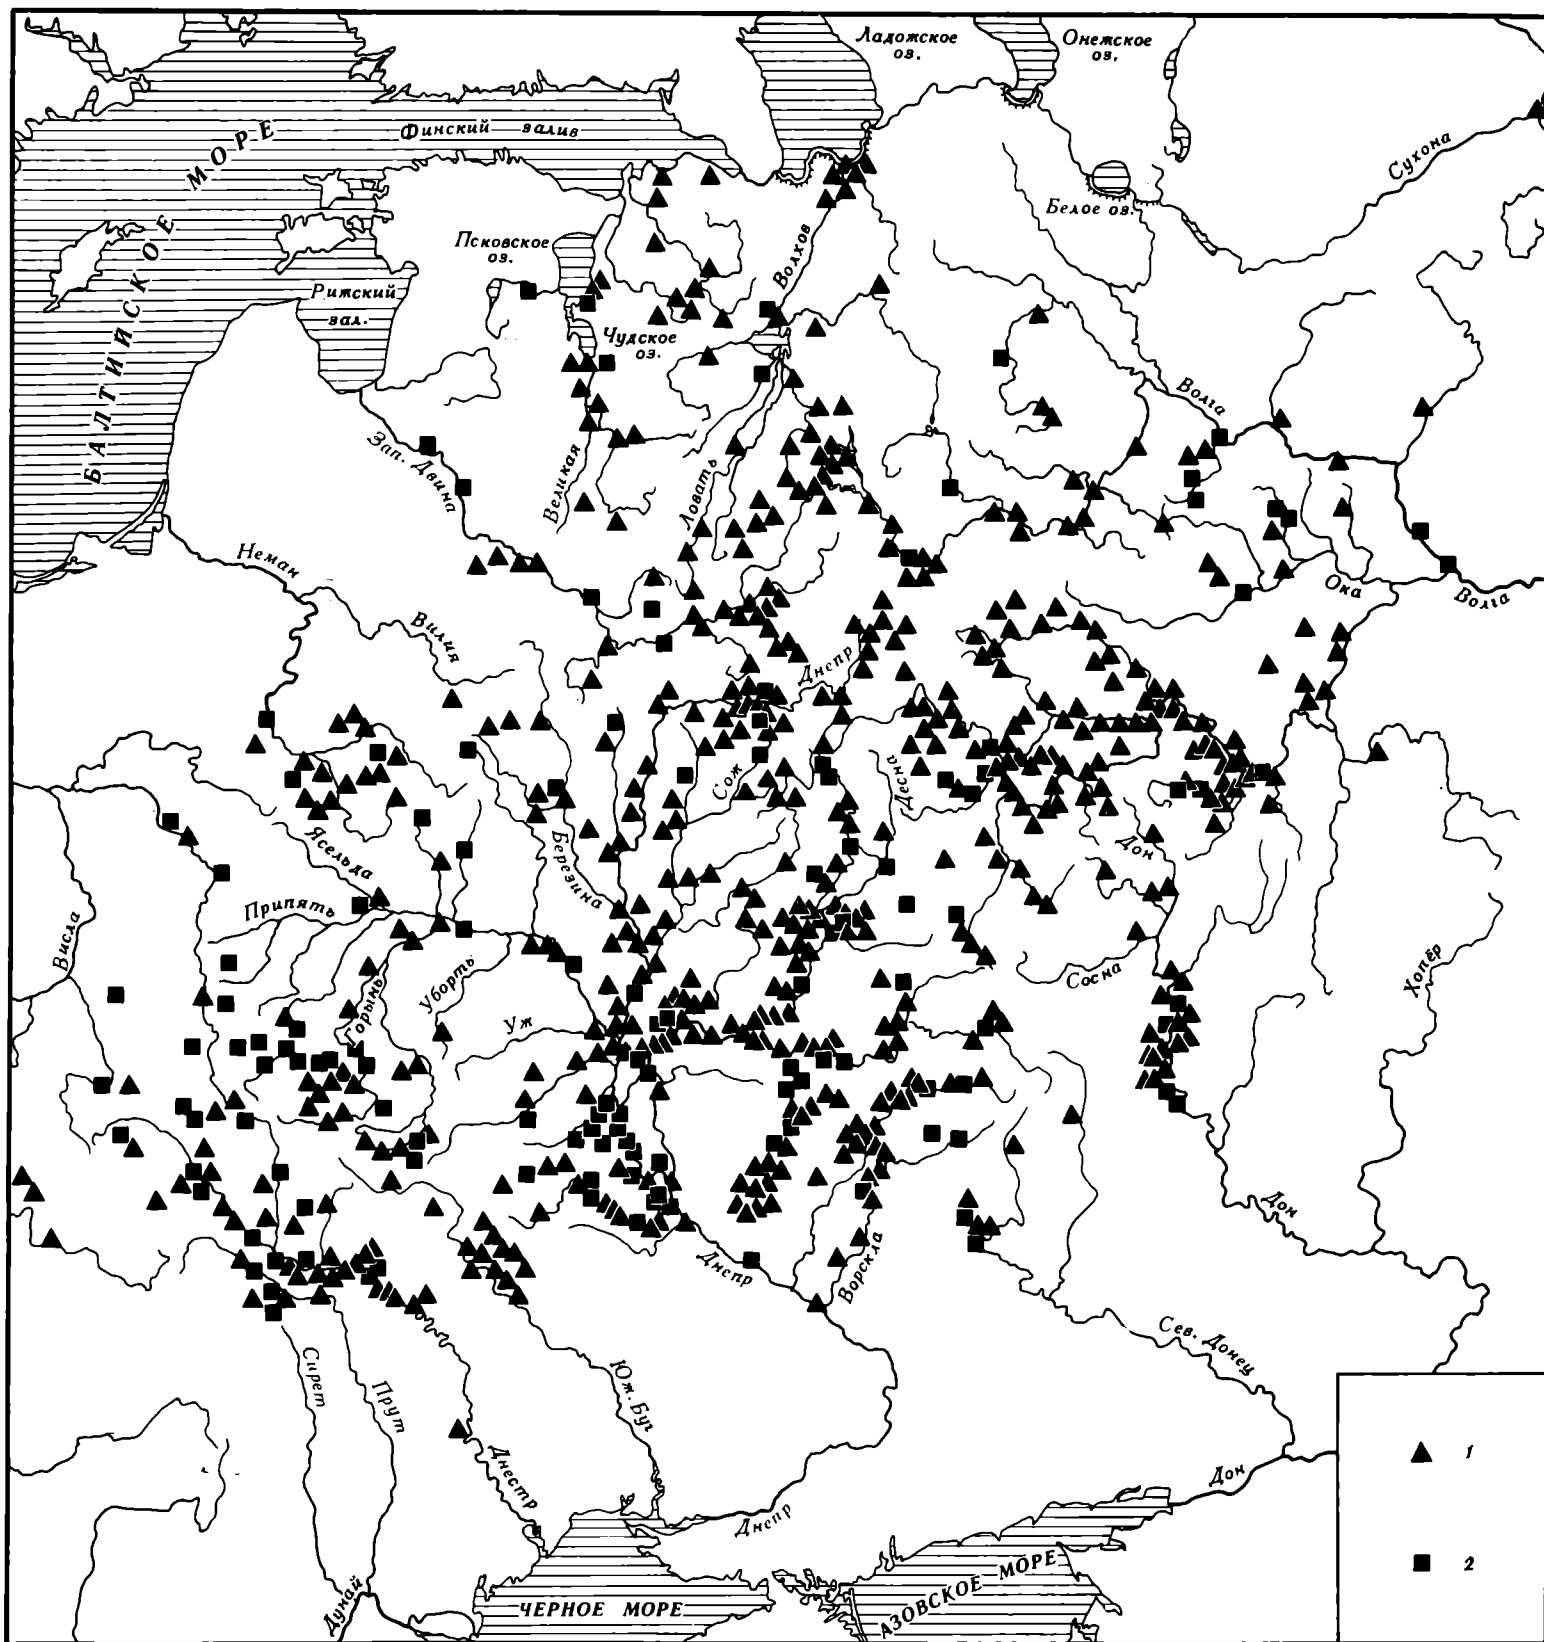 Ладожское
оз.
Онежское
оз.
Финский залив
БАЛТИЙСКОЕ МОРЕ
Сухона
Белое оз.
Псковское
оз.
Волхов
Рижский
зал.
Чудское
оз.
Волга
Зап. Двина
Великая
Ловать
Неман
Ока
Волга
Вилия
Днепр
Сож
Десна
Ясельда
Березина
Дон
Припять
Висла
Горынь
Уборть
Уж
Сосна
Хопёр
Дон
Днепр
Ворскла
Сев. Донец
Сирет
Прут
Юж. Буг
Днестр
Дон
Днепр
Дунай
ЧЕРНОЕ МОРЕ
АЗОВСКОЕ МОРЕ
1
2